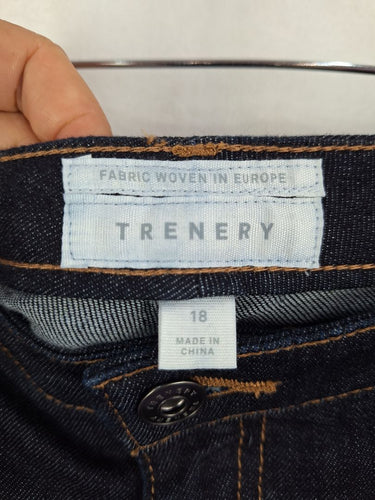 FABRIC WOVEN IN EUROPE
TRENERY
18
MADE IN
CHINA